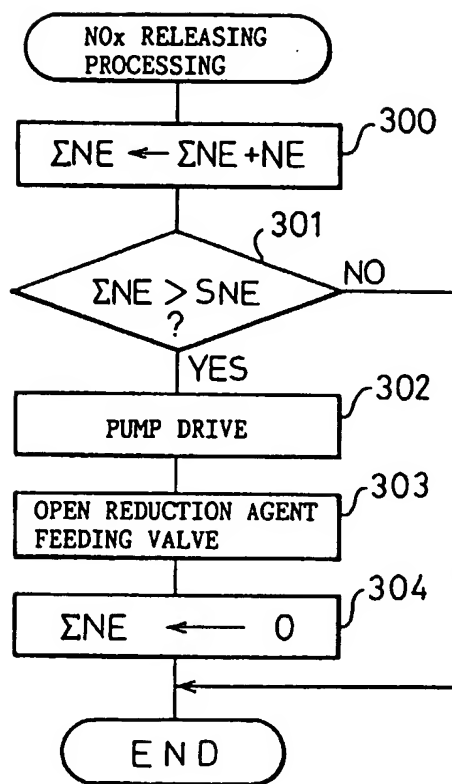 NOx RELEASING
PROCESSING
300
ΣNE ← ΣNE+NE
301
ΣNE > SNE
?
NO
YES
302
PUMP DRIVE
303
OPEN REDUCTION AGENT
FEEDING VALVE
304
ΣNE ← 0
END